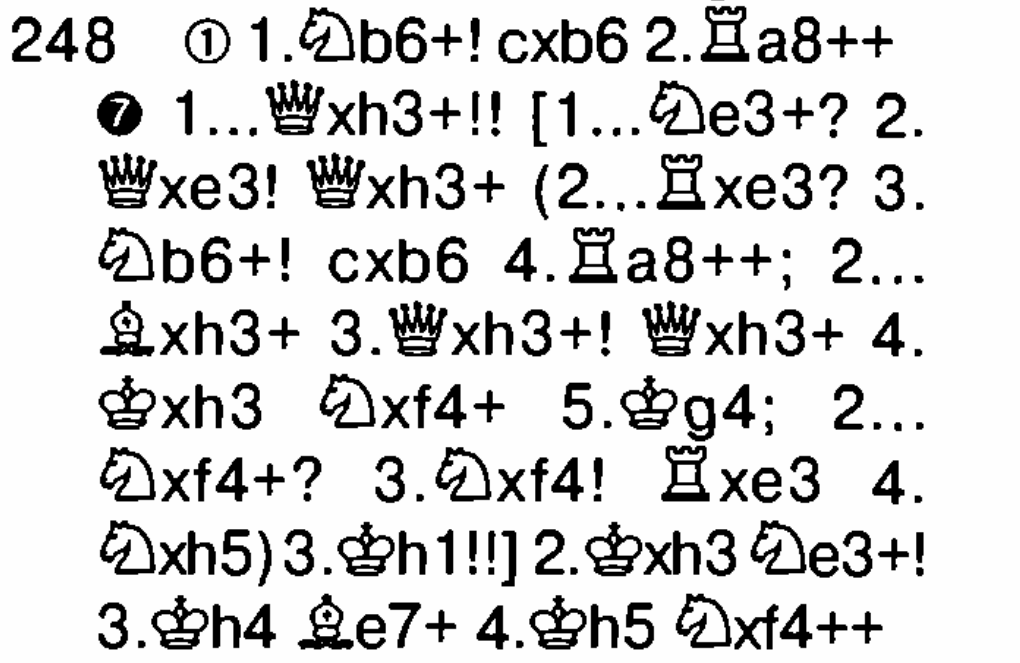 248 ① 1.♘b6+! cxb6 2.♖a8++
❼ 1...♕xh3+!! [1...♘e3+? 2.
♕xe3! ♕xh3+ (2...♖xe3? 3.
♘b6+! cxb6 4.♖a8++; 2...
♗xh3+ 3.♕xh3+! ♕xh3+ 4.
♔xh3 ♘xf4+ 5.♔g4; 2...
♘xf4+? 3.♘xf4! ♖xe3 4.
♘xh5)3.♔h1!!] 2.♔xh3 ♘e3+!
3.♔h4 ♗e7+ 4.♔h5 ♘xf4++